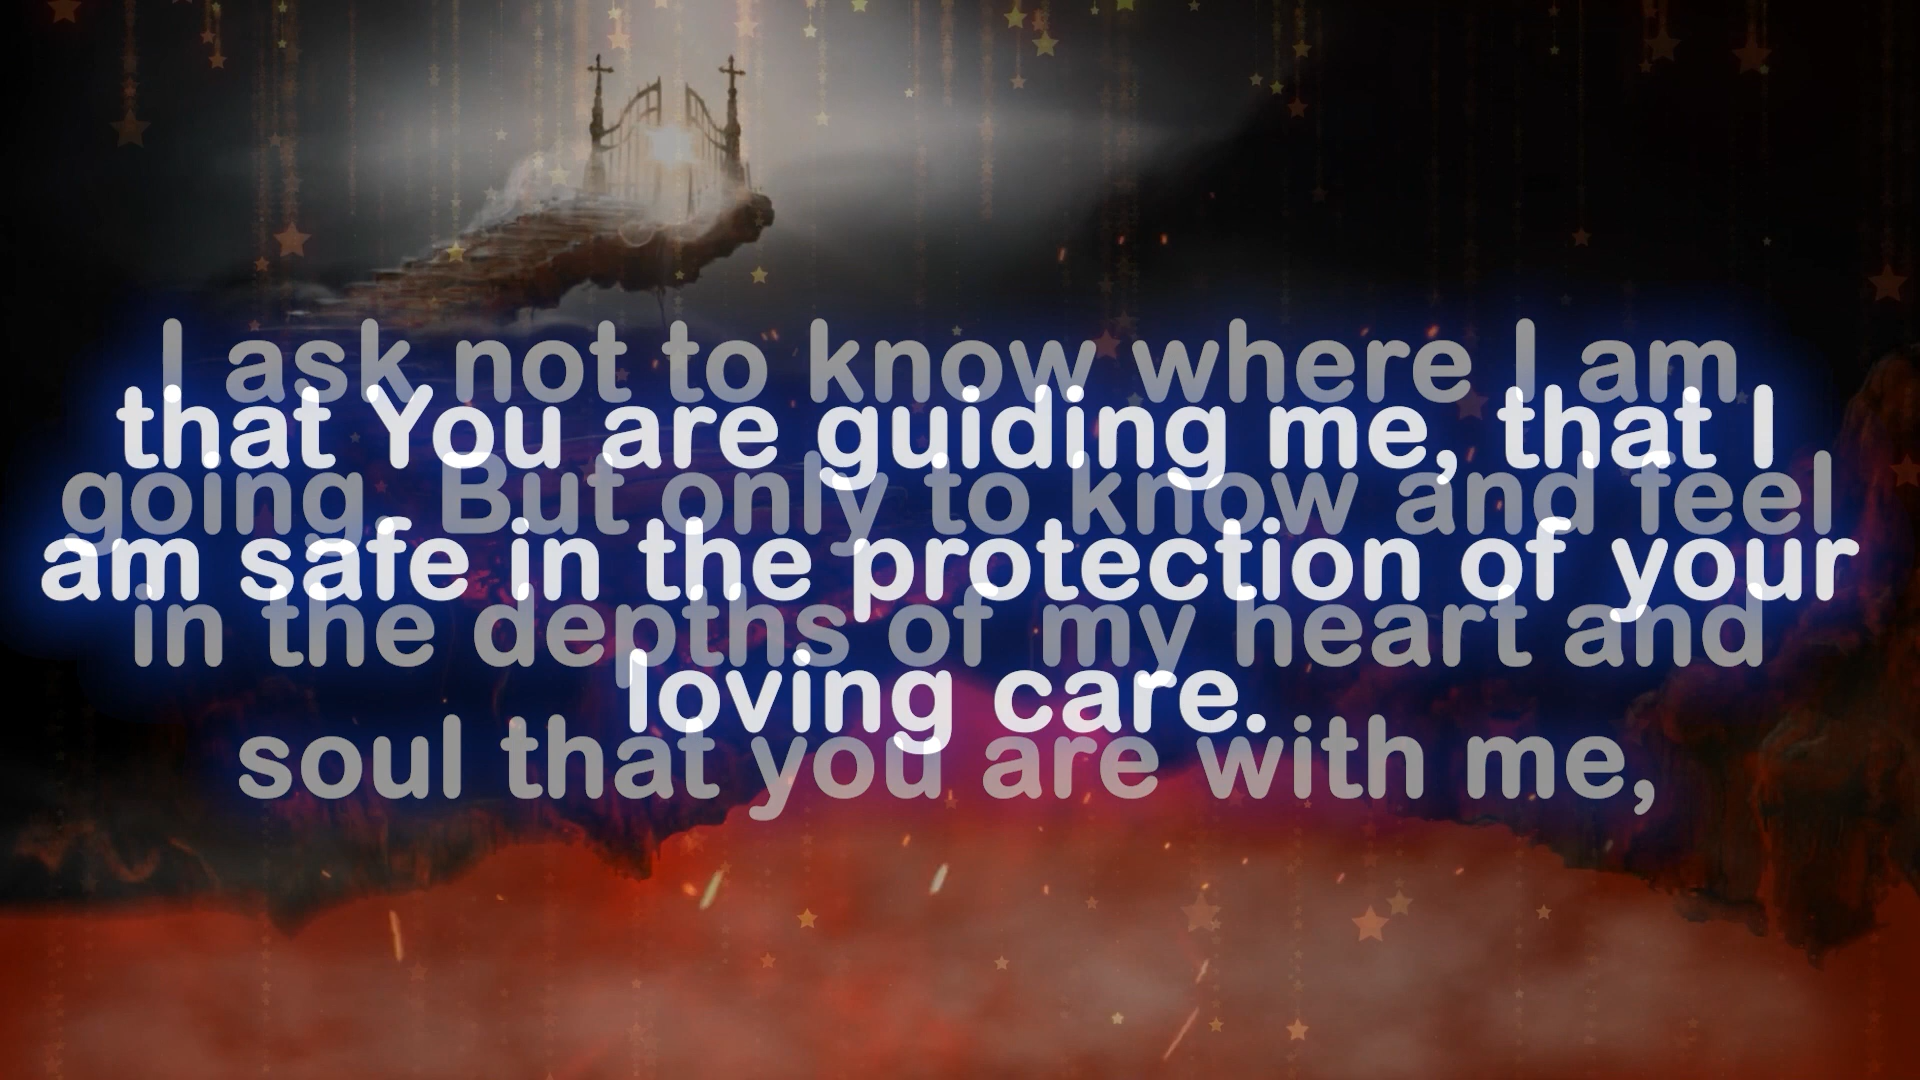 I ask not to know where I am
going. But only to know and feel
in the depths of my heart and
soul that you are with me,
that You are guiding me, that I
am safe in the protection of your
loving care.